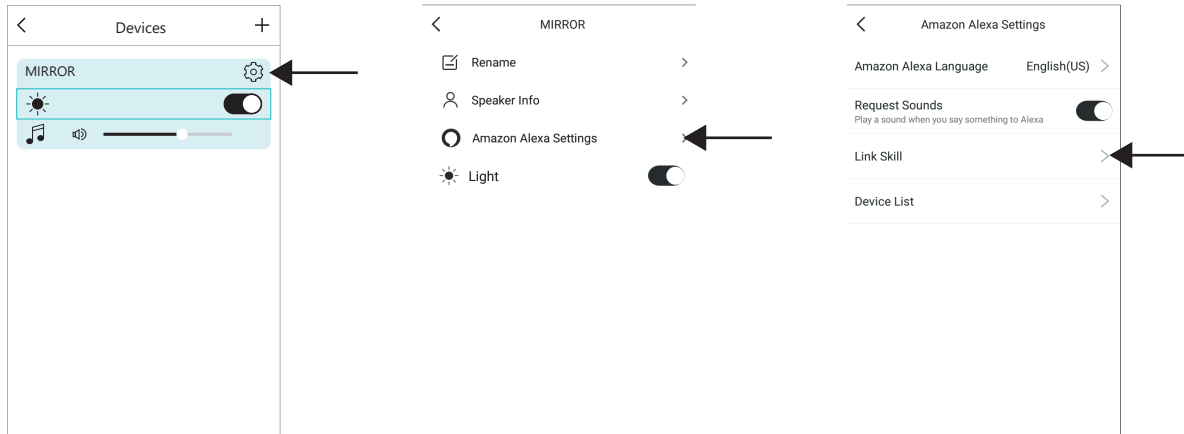 Devices
MIRROR
MIRROR
Rename
Speaker Info
Amazon Alexa Settings
Light
Amazon Alexa Settings
Amazon Alexa Language English(US)
Request Sounds
Play a sound when you say something to Alexa
Link Skill
Device List